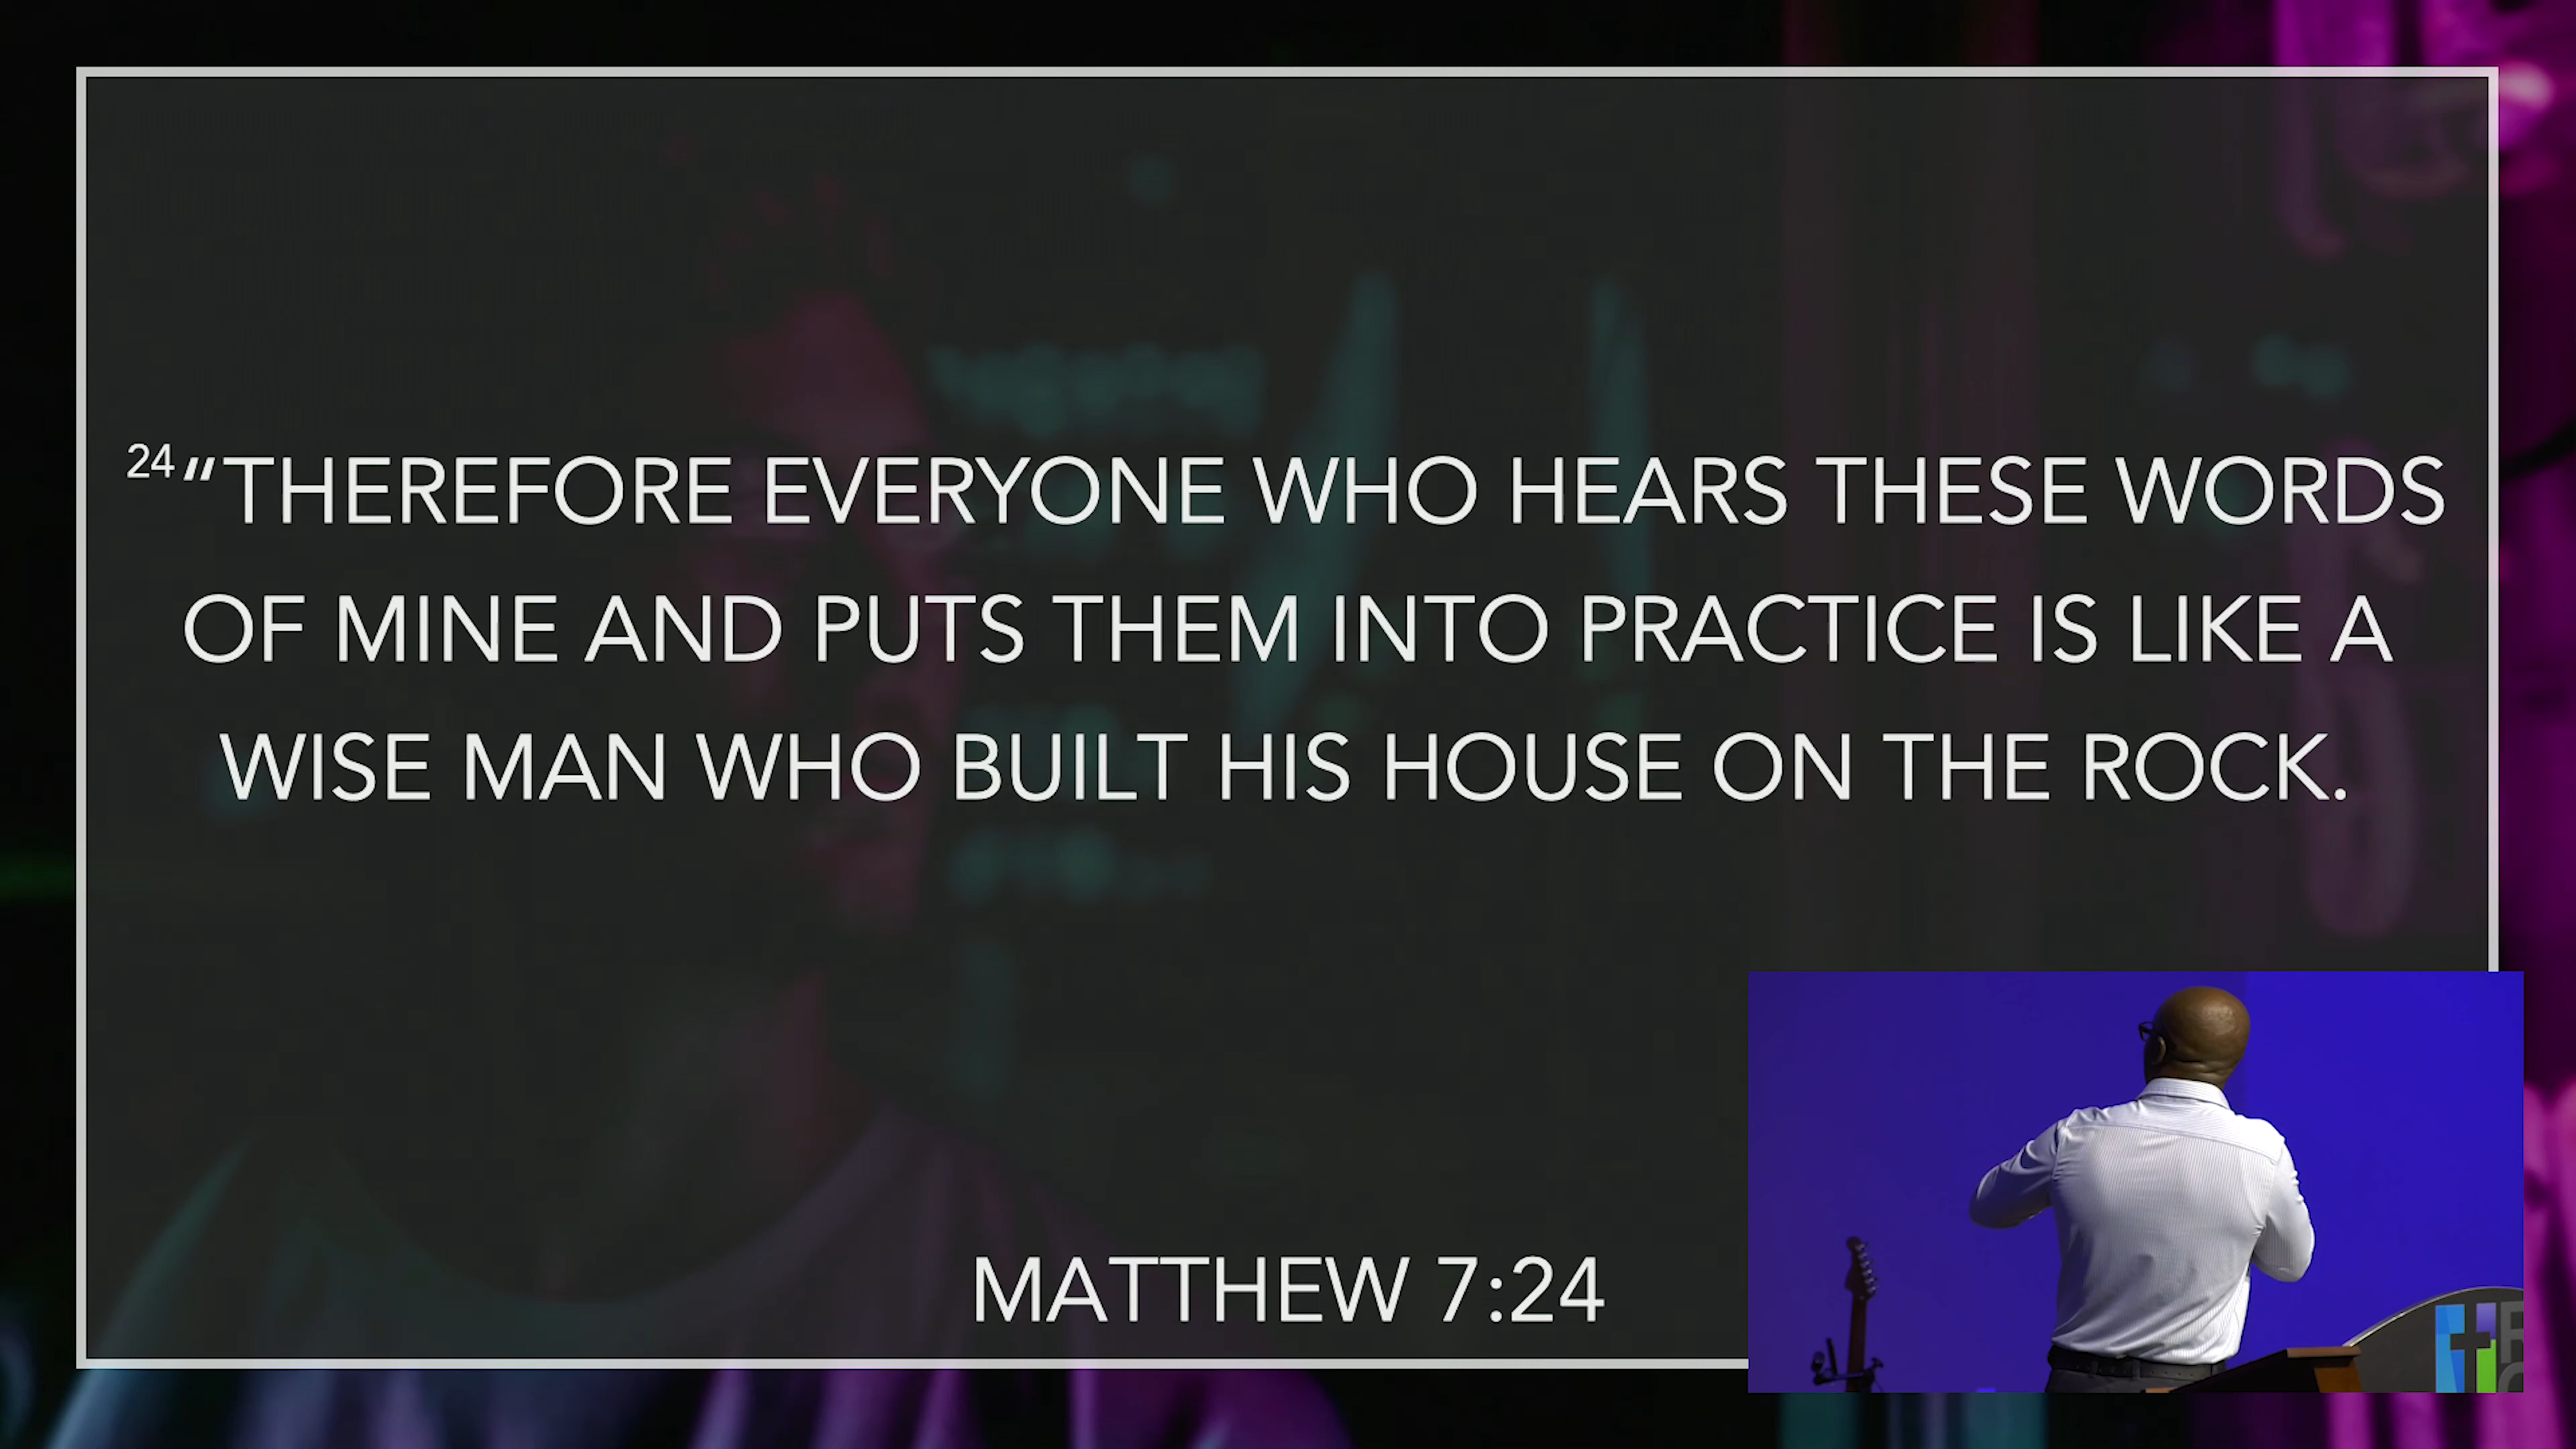 24 “THEREFORE EVERYONE WHO HEARS THESE WORDS
OF MINE AND PUTS THEM INTO PRACTICE IS LIKE A
WISE MAN WHO BUILT HIS HOUSE ON THE ROCK.
MATTHEW 7:24